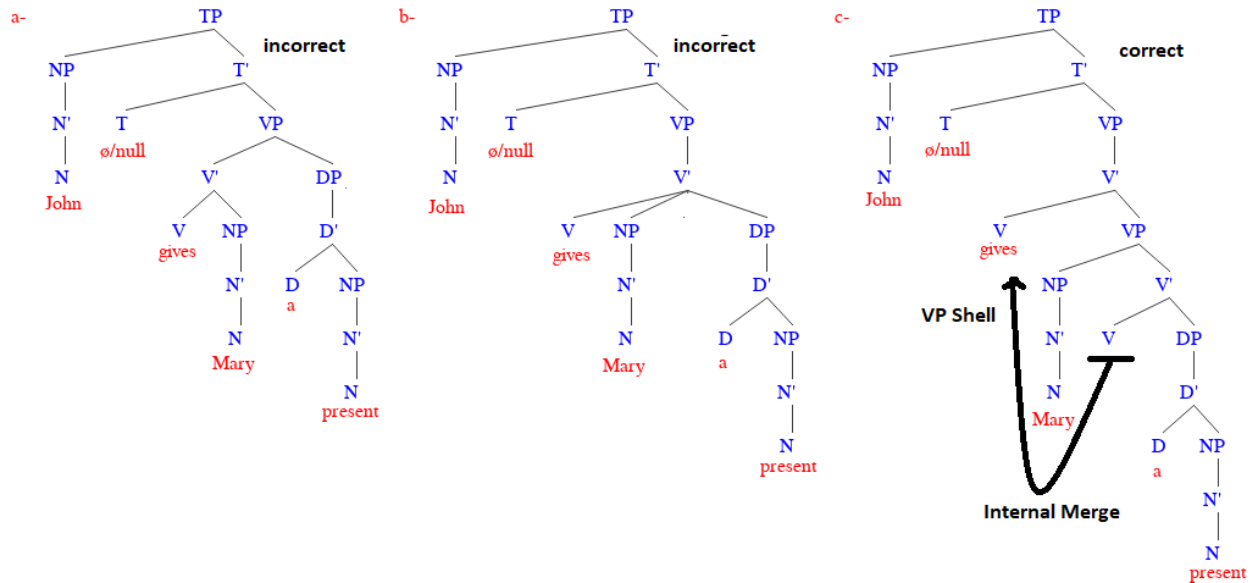 a- TP incorrect
NP T'
N' T VP
ø/null
N V' DP
John
V NP D'
gives
N' D NP
a
N N'
Mary
N
present
b- TP incorrect
NP T'
N' T VP
ø/null
N V'
John
V NP DP
gives
N' D'
N D NP
Mary a
N'
N
present
c- TP correct
NP T'
N' T VP
ø/null
N V'
John
V VP
gives
NP V'
VP Shell
N' V DP
N D'
Mary
D NP
a
N'
Internal Merge
N
present